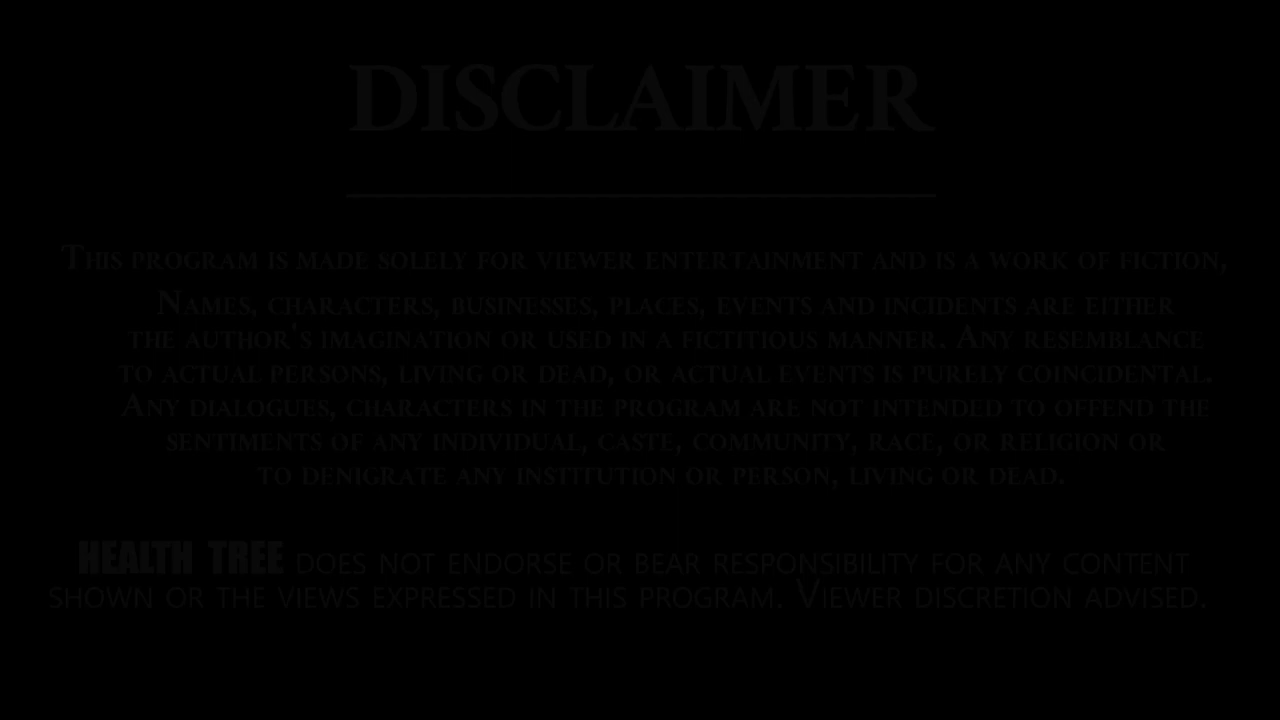 DISCLAIMER
This program is made solely for viewer entertainment and is a work of fiction,
Names, characters, businesses, places, events and incidents are either
the author's imagination or used in a fictitious manner. Any resemblance
to actual persons, living or dead, or actual events is purely coincidental.
Any dialogues, characters in the program are not intended to offend the
sentiments of any individual, caste, community, race, or religion or
to denigrate any institution or person, living or dead.
HEALTH TREE does not endorse or bear responsibility for any content
shown or the views expressed in this program. Viewer discretion advised.